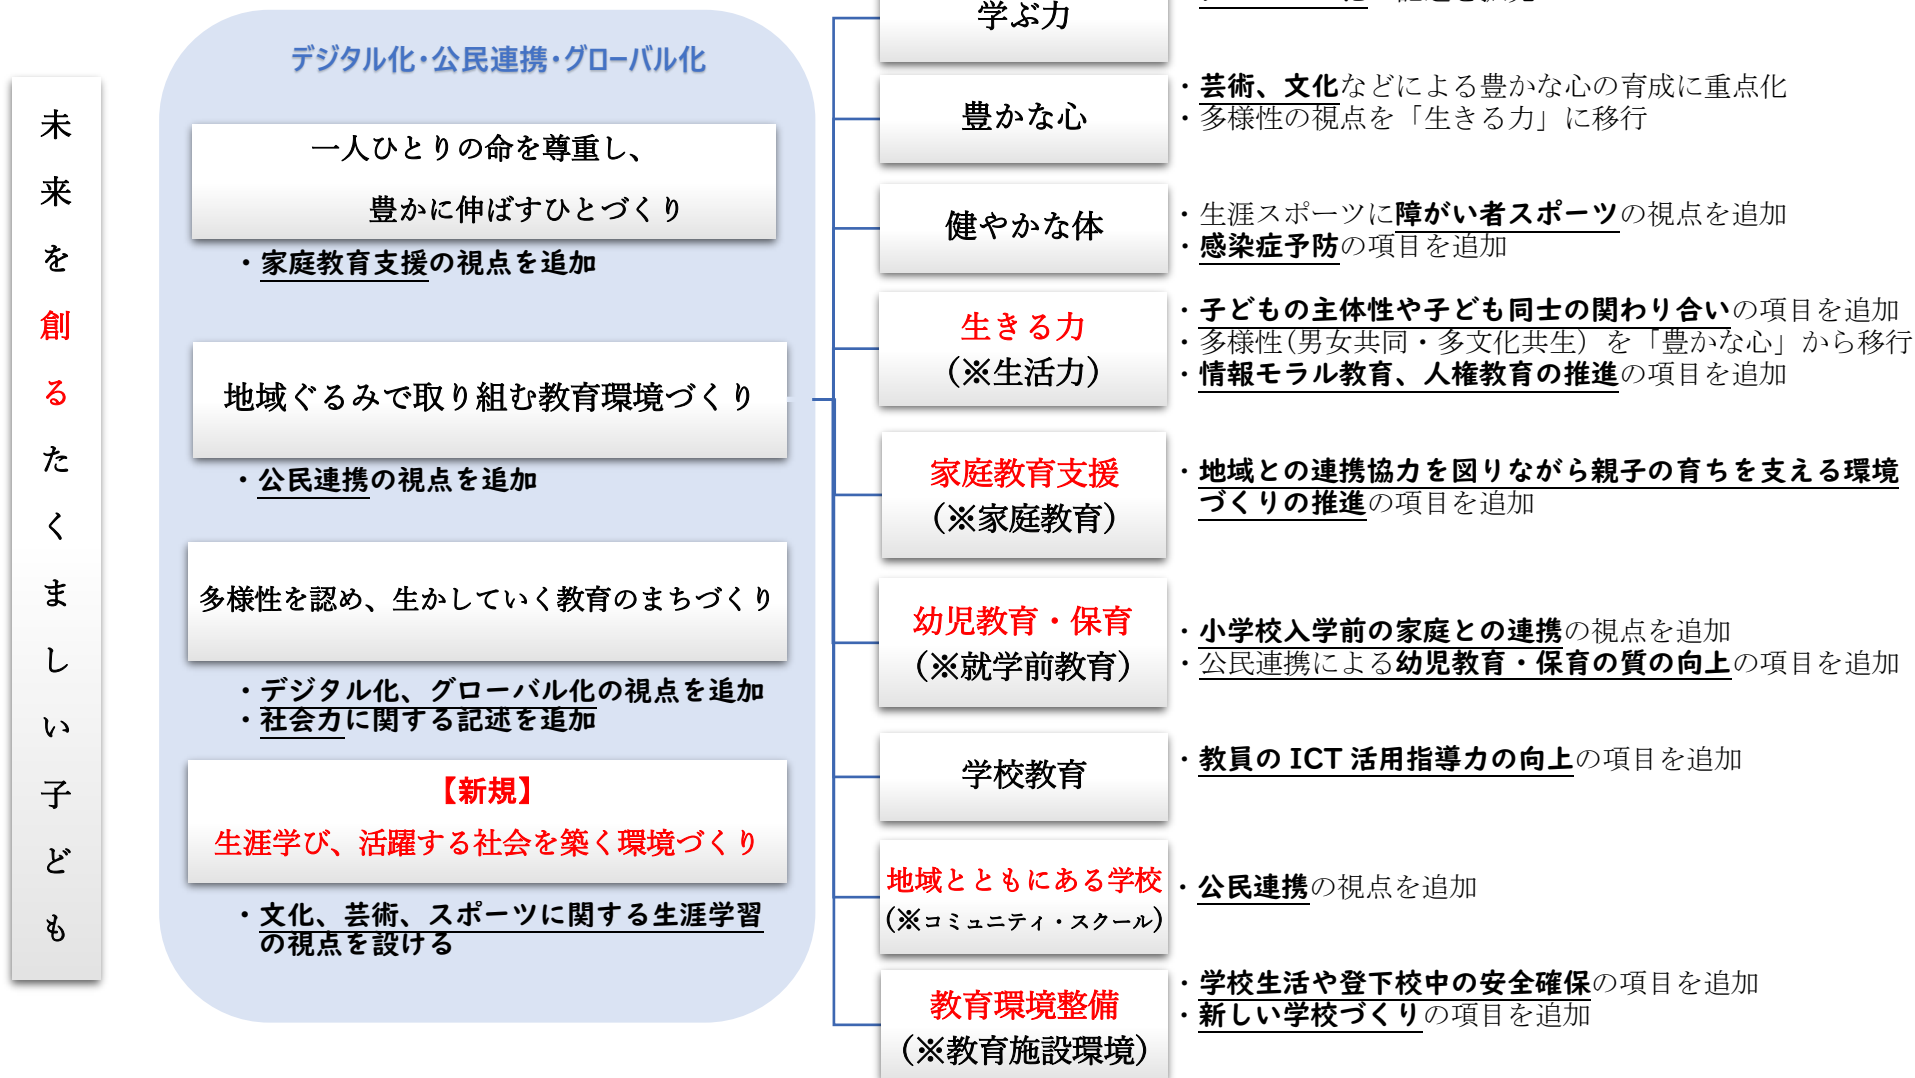 未来を創るたくましい子ども
デジタル化・公民連携・グローバル化
一人ひとりの命を尊重し、
豊かに伸ばすひとづくり
・家庭教育支援の視点を追加
地域ぐるみで取り組む教育環境づくり
・公民連携の視点を追加
多様性を認め、生かしていく教育のまちづくり
・デジタル化、グローバル化の視点を追加
・社会力に関する記述を追加
【新規】
生涯学び、活躍する社会を築く環境づくり
・文化、芸術、スポーツに関する生涯学習
の視点を設ける
学ぶ力
豊かな心
・芸術、文化などによる豊かな心の育成に重点化
・多様性の視点を「生きる力」に移行
健やかな体
・生涯スポーツに障がい者スポーツの視点を追加
・感染症予防の項目を追加
生きる力
（※生活力）
・子どもの主体性や子ども同士の関わり合いの項目を追加
・多様性(男女共同・多文化共生）を「豊かな心」から移行
・情報モラル教育、人権教育の推進の項目を追加
家庭教育支援
（※家庭教育）
・地域との連携協力を図りながら親子の育ちを支える環境
づくりの推進の項目を追加
幼児教育・保育
（※就学前教育）
・小学校入学前の家庭との連携の視点を追加
・公民連携による幼児教育・保育の質の向上の項目を追加
学校教育
・教員の ICT 活用指導力の向上の項目を追加
地域とともにある学校
（※コミュニティ・スクール）
・公民連携の視点を追加
教育環境整備
（※教育施設環境）
・学校生活や登下校中の安全確保の項目を追加
・新しい学校づくりの項目を追加